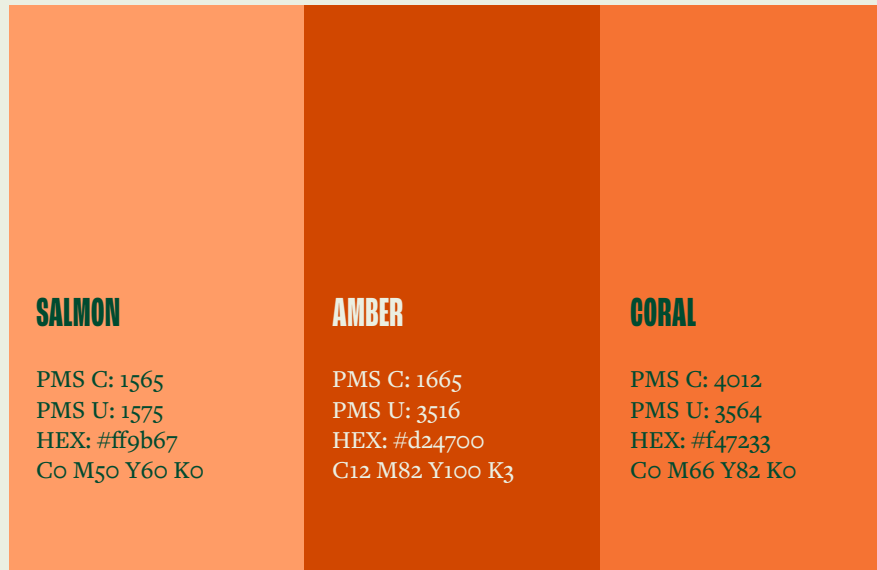 SALMON
PMS C: 1565
PMS U: 1575
HEX: #ff9b67
C0 M50 Y60 K0
AMBER
PMS C: 1665
PMS U: 3516
HEX: #d24700
C12 M82 Y100 K3
CORAL
PMS C: 4012
PMS U: 3564
HEX: #f47233
C0 M66 Y82 K0